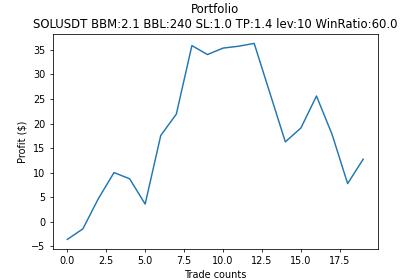 Portfolio
SOLUSDT BBM:2.1 BBL:240 SL:1.0 TP:1.4 lev:10 WinRatio:60.0
Profit ($)
35
30
25
20
15
10
5
0
−5
0.0 2.5 5.0 7.5 10.0 12.5 15.0 17.5
Trade counts